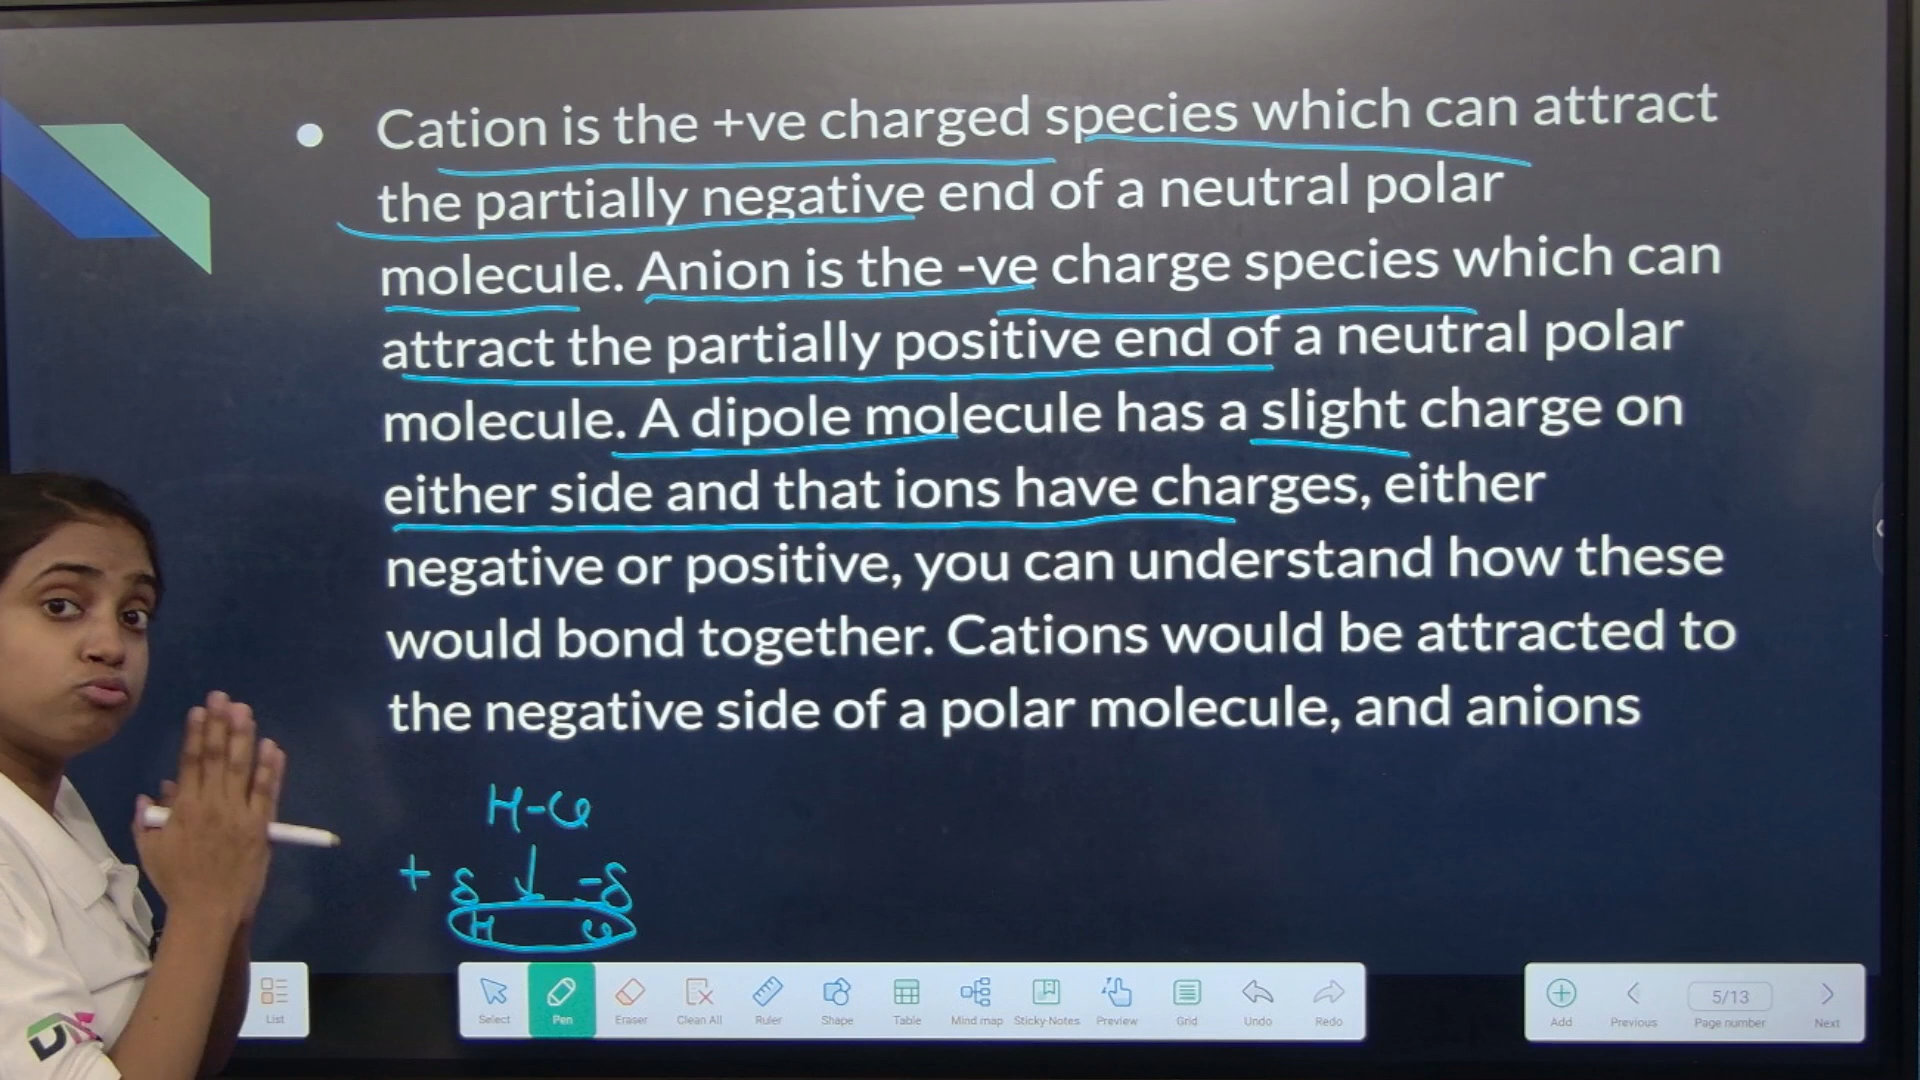 Cation is the +ve charged species which can attract
the partially negative end of a neutral polar
molecule. Anion is the -ve charge species which can
attract the partially positive end of a neutral polar
molecule. A dipole molecule has a slight charge on
either side and that ions have charges, either
negative or positive, you can understand how these
would bond together. Cations would be attracted to
the negative side of a polar molecule, and anions
H-Cl
+ δ -δ
H Cl
List
Select Pen Eraser Clean All Ruler Shape Table Mind map Sticky-Notes Preview Grid Undo Redo
5/13
Add Previous Page number Next